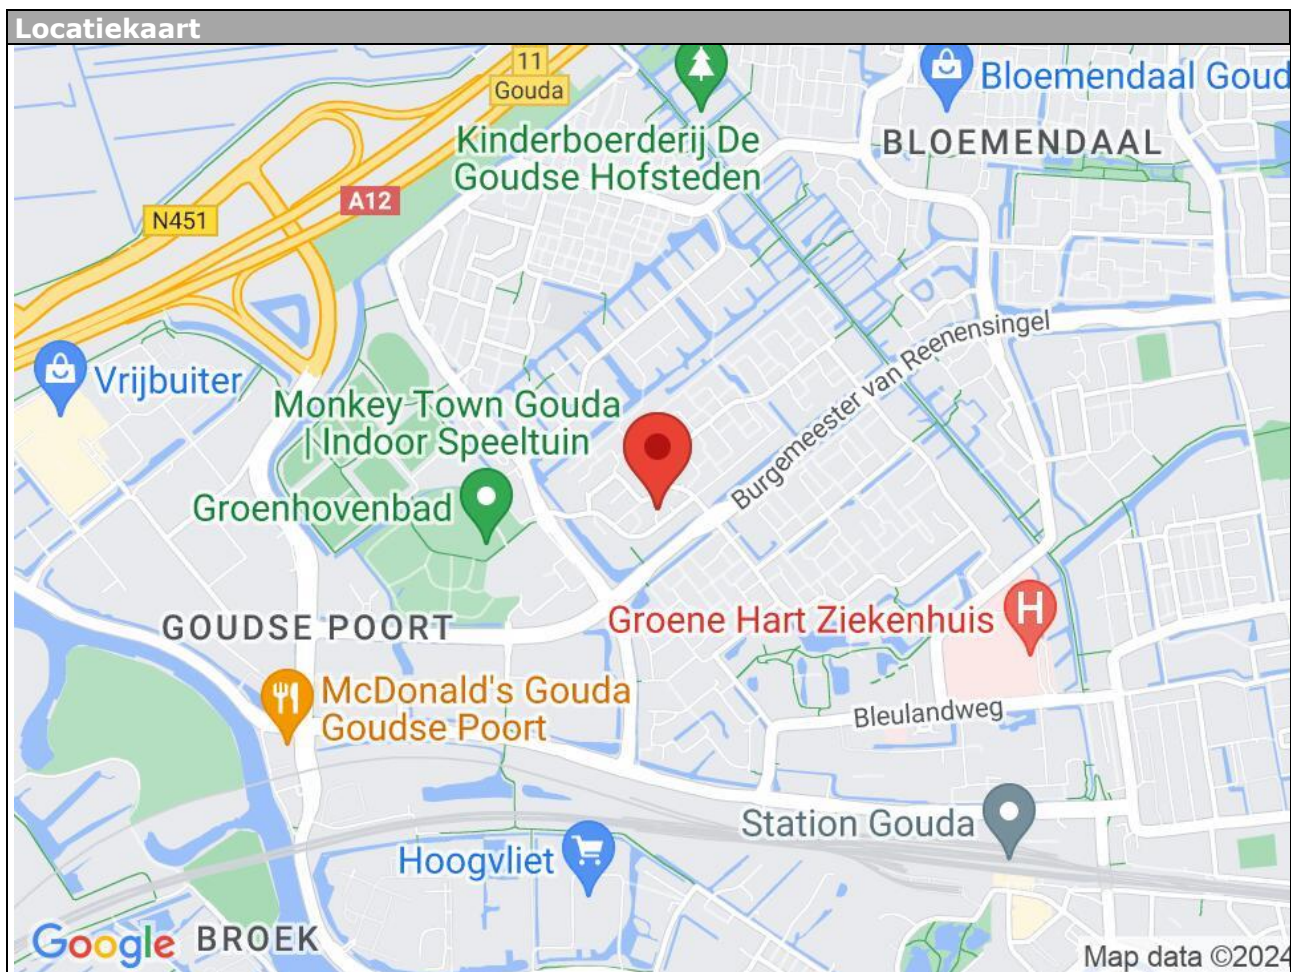 Locatiekaart
11
Gouda
Bloemendaal Goud
Kinderboerderij De
Goudse Hofsteden
BLOEMENDAAL
A12
N451
Burgemeester van Reenensingel
Vrijbuiter
Monkey Town Gouda
| Indoor Speeltuin
Groenhovenbad
GOUDSE POORT
Groene Hart Ziekenhuis
H
McDonald's Gouda
Goudse Poort
Bleulandweg
Station Gouda
Hoogvliet
Google
BROEK
Map data ©2024